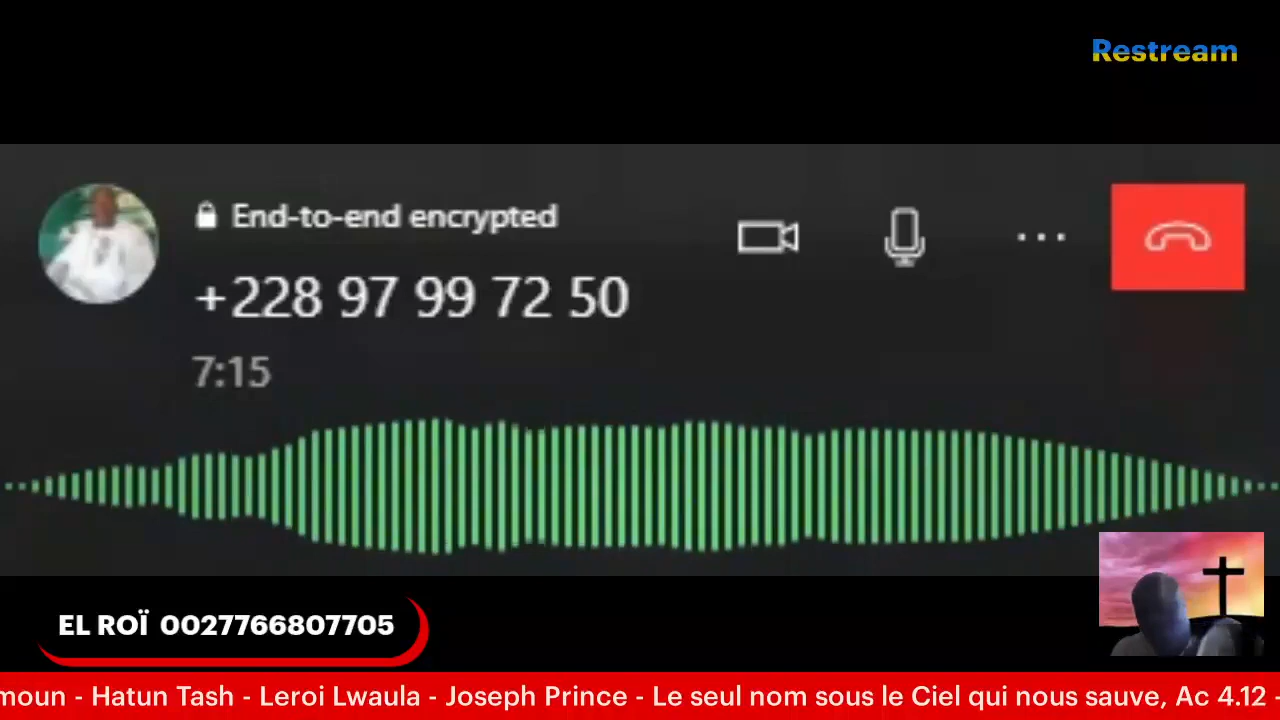 Restream
End-to-end encrypted
+228 97 99 72 50
7:15
EL ROÏ 0027766807705
moun - Hatun Tash - Leroi Lwaula - Joseph Prince - Le seul nom sous le Ciel qui nous sauve, Ac 4.12 -